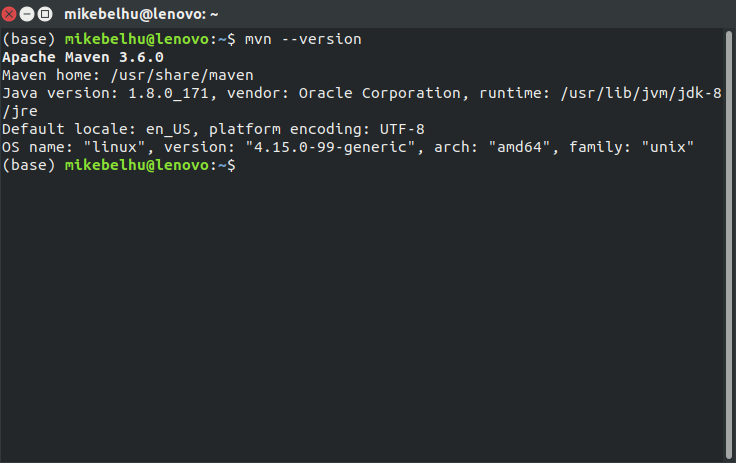 mikebelhu@lenovo: ~
(base) mikebelhu@lenovo:~$ mvn --version
Apache Maven 3.6.0
Maven home: /usr/share/maven
Java version: 1.8.0_171, vendor: Oracle Corporation, runtime: /usr/lib/jvm/jdk-8
/jre
Default locale: en_US, platform encoding: UTF-8
OS name: "linux", version: "4.15.0-99-generic", arch: "amd64", family: "unix"
(base) mikebelhu@lenovo:~$